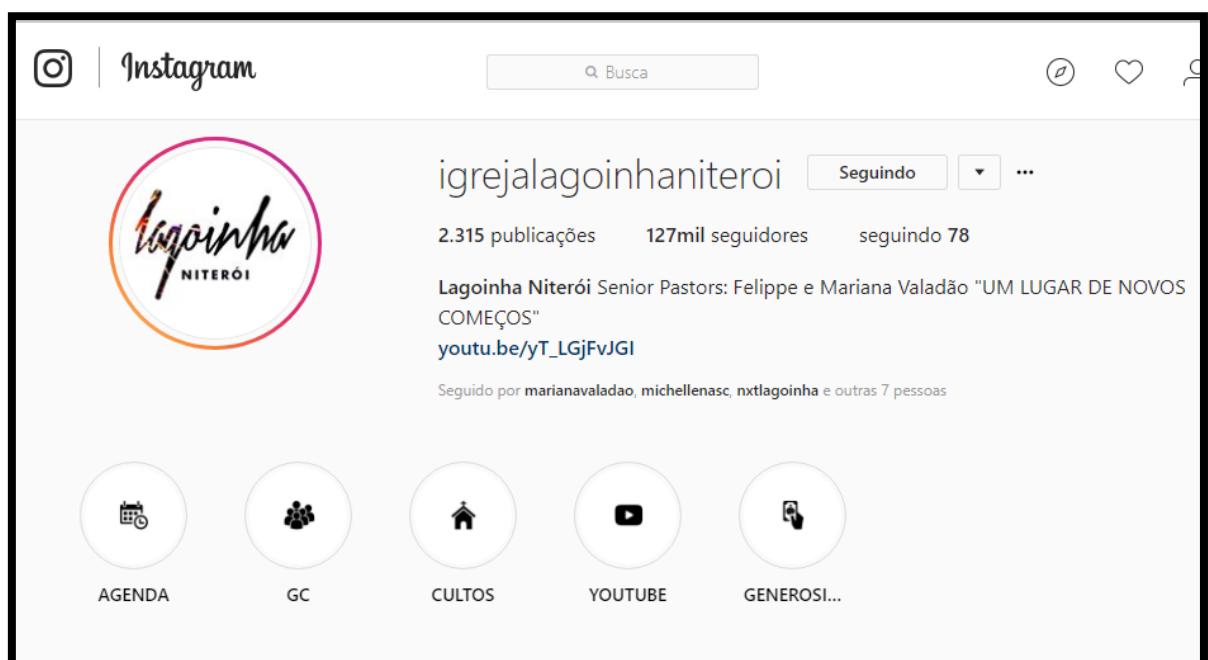 Instagram
Busca
lagoinha
NITERÓI
igrejalagoinhaniteroi Seguindo
2.315 publicações 127mil seguidores seguindo 78
Lagoinha Niterói Senior Pastors: Felippe e Mariana Valadão "UM LUGAR DE NOVOS
COMEÇOS"
youtu.be/yT_LGjFvJGI
Seguido por marianavaladao, michellenasc, nxtlagoinha e outras 7 pessoas
AGENDA GC CULTOS YOUTUBE GENEROSI...